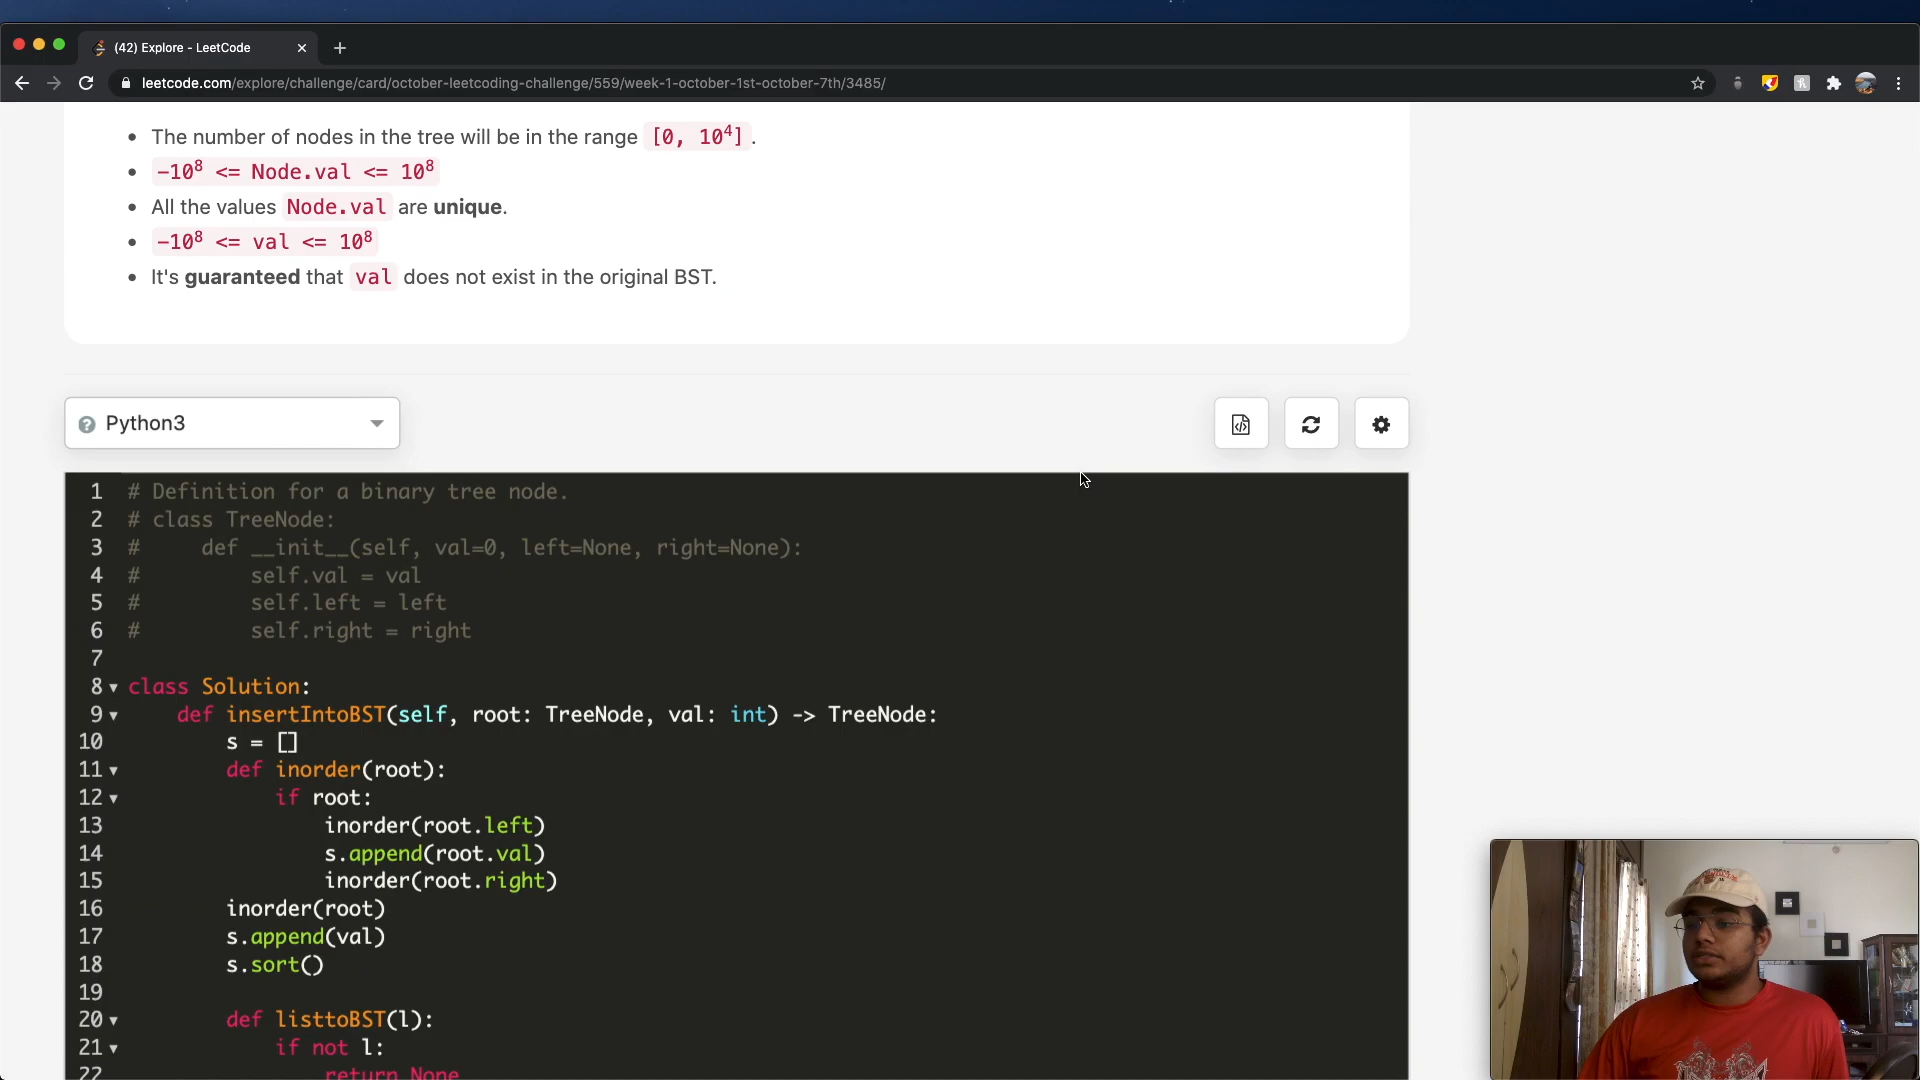 (42) Explore - LeetCode
leetcode.com/explore/challenge/card/october-leetcoding-challenge/559/week-1-october-1st-october-7th/3485/
• The number of nodes in the tree will be in the range [0, 10⁴].
• -10⁸ <= Node.val <= 10⁸
• All the values Node.val are unique.
• -10⁸ <= val <= 10⁸
• It's guaranteed that val does not exist in the original BST.
Python3
1 # Definition for a binary tree node.
2 # class TreeNode:
3 #     def __init__(self, val=0, left=None, right=None):
4 #         self.val = val
5 #         self.left = left
6 #         self.right = right
7
8 class Solution:
9     def insertIntoBST(self, root: TreeNode, val: int) -> TreeNode:
10         s = []
11         def inorder(root):
12             if root:
13                 inorder(root.left)
14                 s.append(root.val)
15                 inorder(root.right)
16         inorder(root)
17         s.append(val)
18         s.sort()
19
20         def listtoBST(l):
21             if not l:
22                 return None